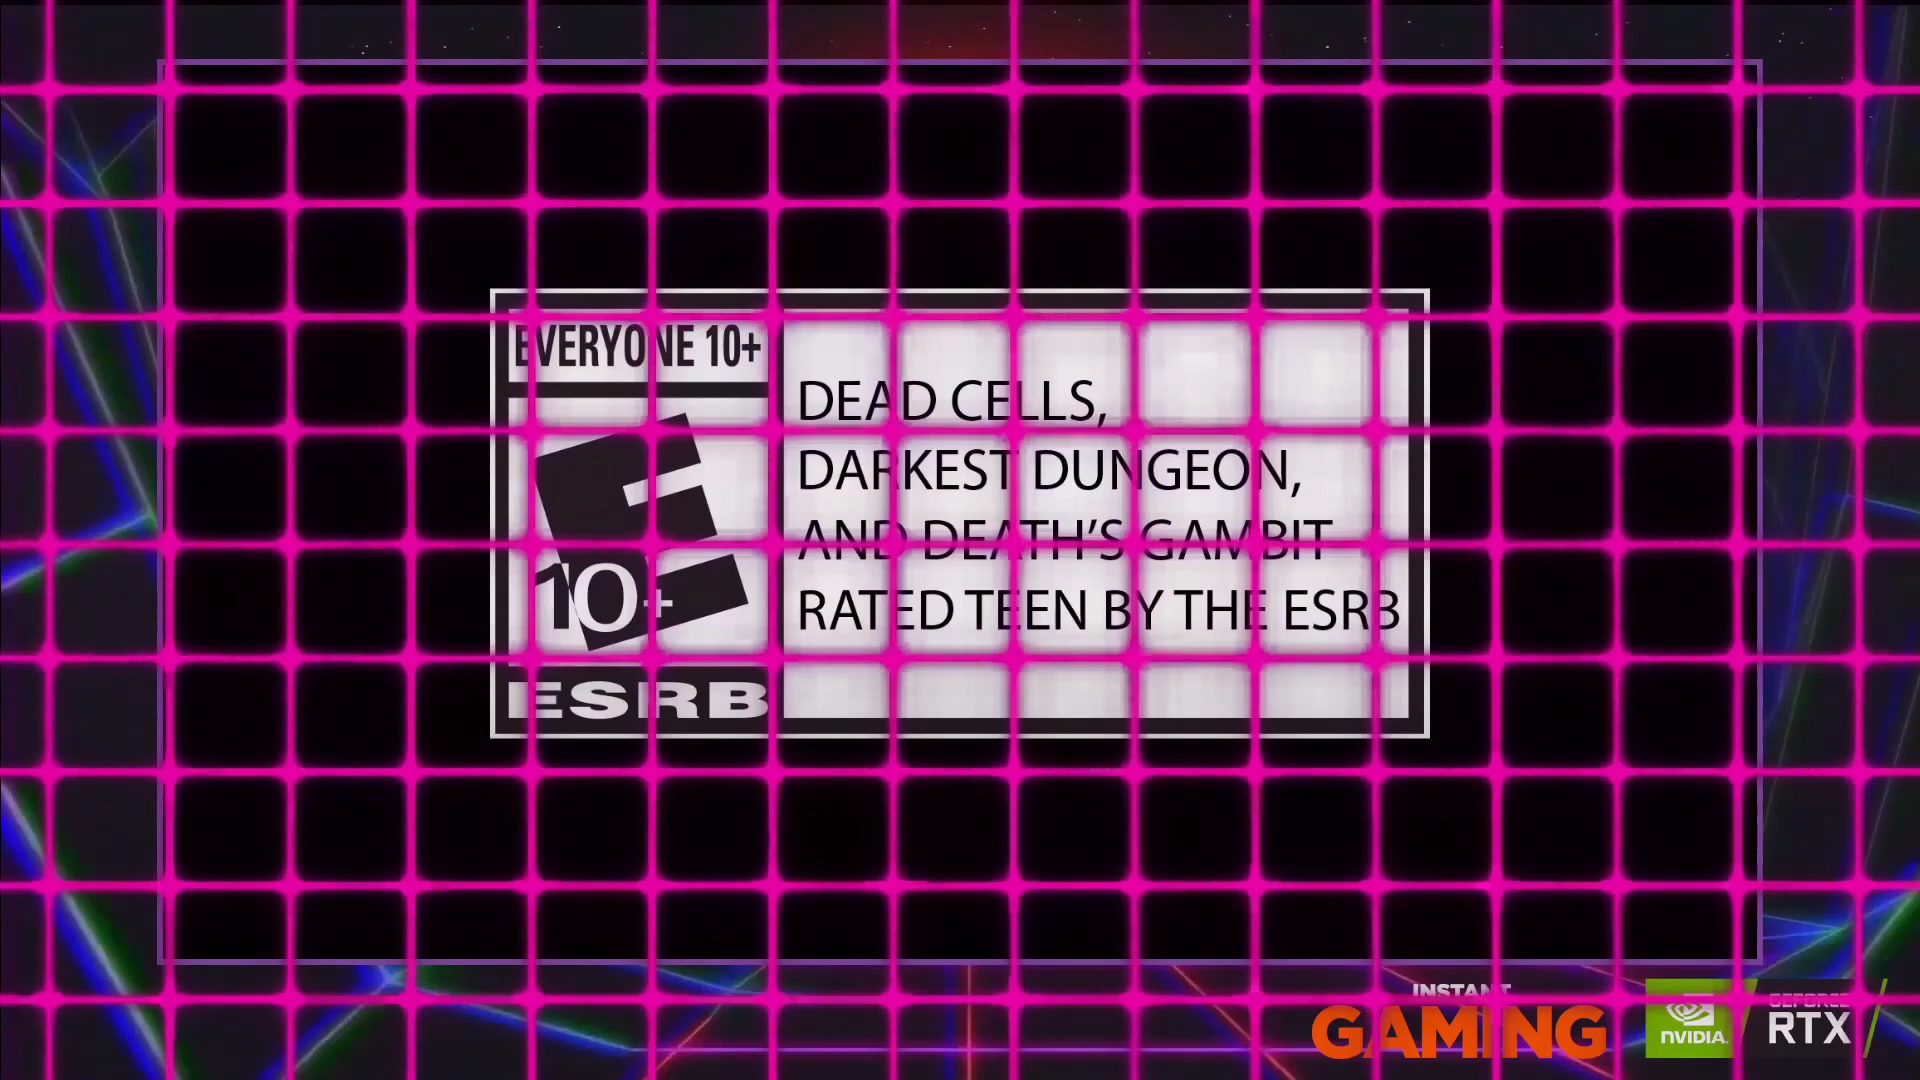 EVERYONE 10+
E
10+
ESRB
DEAD CELLS,
DARKEST DUNGEON,
AND DEATH'S GAMBIT
RATED TEEN BY THE ESRB
INSTANT
GAMING
NVIDIA.
GEFORCE
RTX